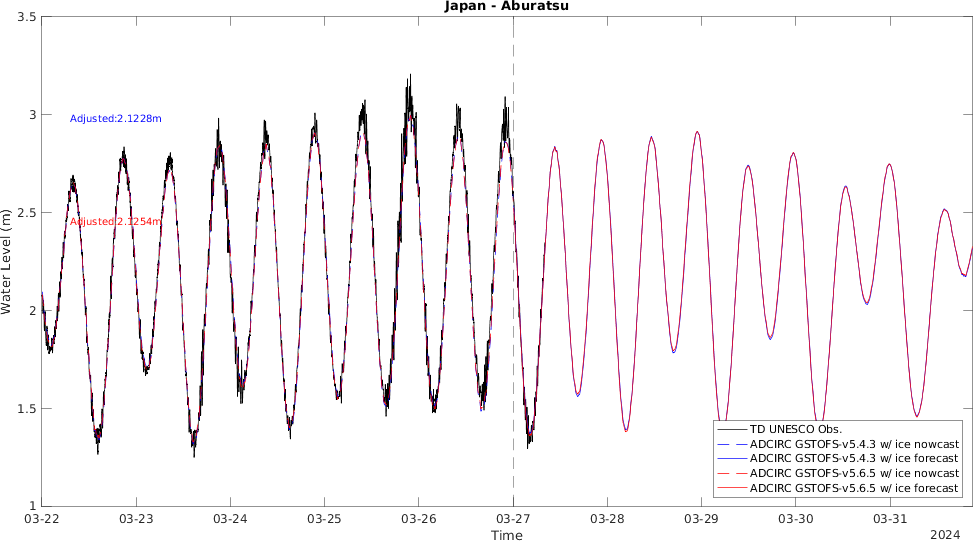 Japan - Aburatsu
3.5
3
2.5
2
1.5
1
Water Level (m)
Adjusted:2.1228m
Adjusted:2.1254m
TD UNESCO Obs.
ADCIRC GSTOFS-v5.4.3 w/ ice nowcast
ADCIRC GSTOFS-v5.4.3 w/ ice forecast
ADCIRC GSTOFS-v5.6.5 w/ ice nowcast
ADCIRC GSTOFS-v5.6.5 w/ ice forecast
03-22 03-23 03-24 03-25 03-26 03-27 03-28 03-29 03-30 03-31
Time
2024